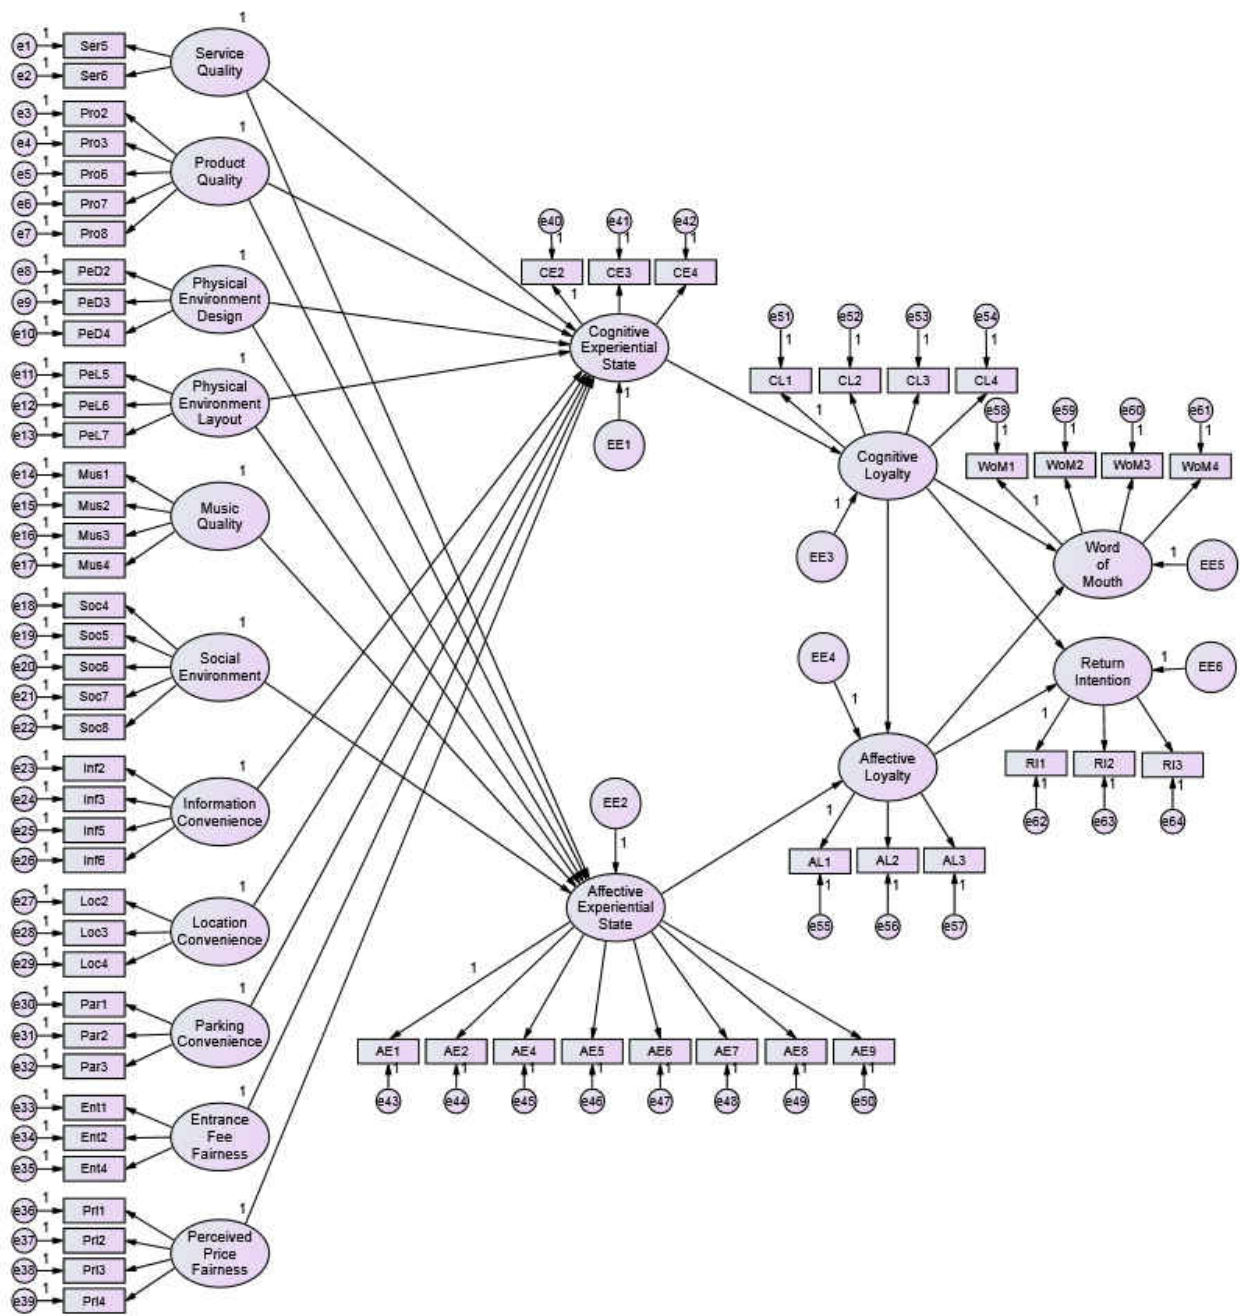 1
e1 1 Ser5
e2 1 Ser6
Service
Quality
1
e3 1 Pro2
e4 1 Pro3
e5 1 Pro6
e6 1 Pro7
e7 1 Pro8
Product
Quality
1
e8 1 PeD2
e9 1 PeD3
e10 1 PeD4
Physical
Environment
Design
1
e11 1 PeL5
e12 1 PeL6
e13 1 PeL7
Physical
Environment
Layout
1
e14 1 Mus1
e15 1 Mus2
e16 1 Mus3
e17 1 Mus4
Music
Quality
1
e18 1 Soc4
e19 1 Soc5
e20 1 Soc6
e21 1 Soc7
e22 1 Soc8
Social
Environment
1
e23 1 Inf2
e24 1 Inf3
e25 1 Inf5
e26 1 Inf6
Information
Convenience
1
e27 1 Loc2
e28 1 Loc3
e29 1 Loc4
Location
Convenience
1
e30 1 Par1
e31 1 Par2
e32 1 Par3
Parking
Convenience
1
e33 1 Ent1
e34 1 Ent2
e35 1 Ent4
Entrance
Fee
Fairness
1
e36 1 PrI1
e37 1 PrI2
e38 1 PrI3
e39 1 PrI4
Perceived
Price
Fairness
e40 e41 e42
1 1 1
CE2 CE3 CE4
1
Cognitive
Experiential
State
1
EE1
e51 e52 e53 e54
1 1 1 1
CL1 CL2 CL3 CL4
1
Cognitive
Loyalty
1
EE3
e58 e59 e60 e61
1 1 1 1
WoM1 WoM2 WoM3 WoM4
1
Word
of
Mouth
1 EE5
Return
Intention
1 EE6
1
RI1 RI2 RI3
1 1 1
e62 e63 e64
EE4
1
Affective
Loyalty
1
AL1 AL2 AL3
1 1 1
e55 e56 e57
EE2
1
Affective
Experiential
State
1
AE1 AE2 AE4 AE5 AE6 AE7 AE8 AE9
1 1 1 1 1 1 1 1
e43 e44 e45 e46 e47 e48 e49 e50